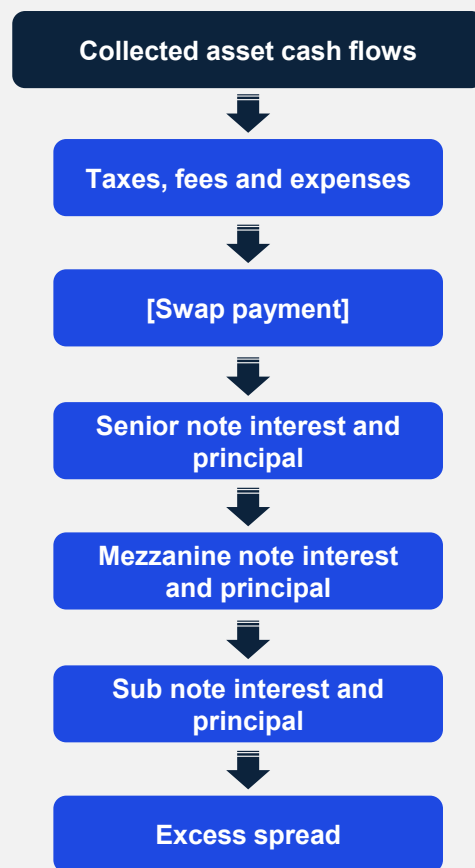 Collected asset cash flows
Taxes, fees and expenses
[Swap payment]
Senior note interest and
principal
Mezzanine note interest
and principal
Sub note interest and
principal
Excess spread